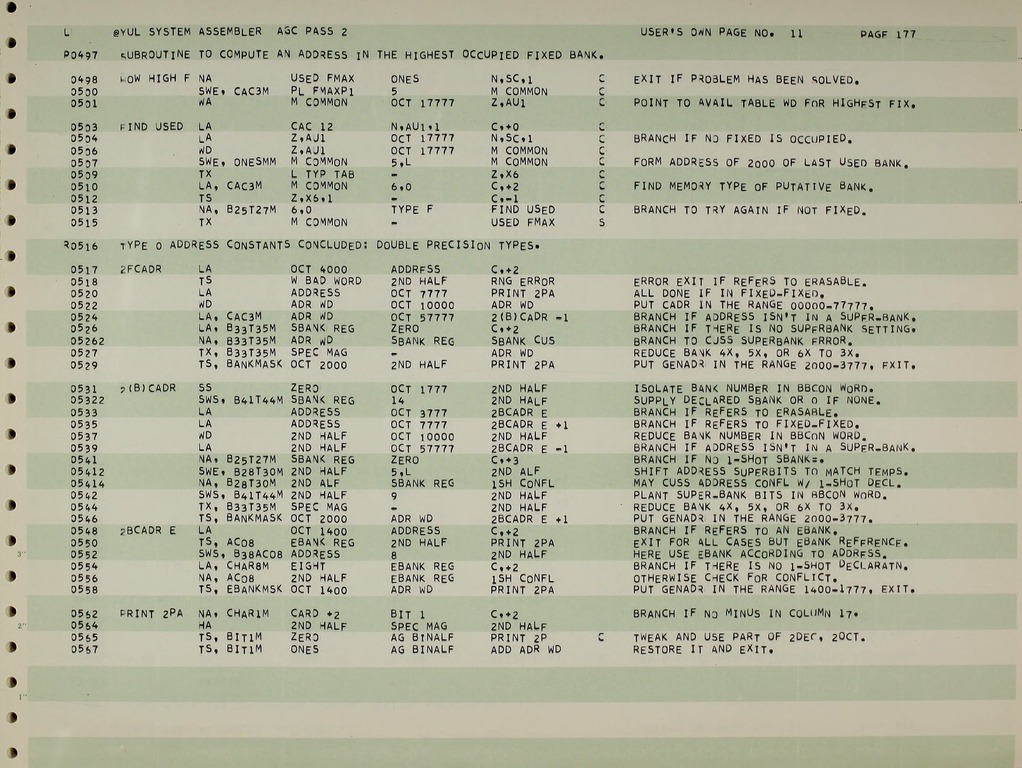 L @YUL SYSTEM ASSEMBLER AGC PASS 2 USER'S OWN PAGE NO. 11 PAGE 177
P0497 SUBROUTINE TO COMPUTE AN ADDRESS IN THE HIGHEST OCCUPIED FIXED BANK.
0498 HOW HIGH F NA USED FMAX ONES N,SC,1 C EXIT IF PROBLEM HAS BEEN SOLVED.
0500 SWE, CAC3M PL FMAXP1 5 M COMMON C
0501 WA M COMMON OCT 17777 Z,AU1 C POINT TO AVAIL TABLE WD FOR HIGHEST FIX.
0503 FIND USED LA CAC 12 N,AU1,1 C,+0 C
0504 LA Z,AU1 OCT 17777 N,SC,1 C BRANCH IF NO FIXED IS OCCUPIED.
0506 WD Z,AU1 OCT 17777 M COMMON C
0507 SWE, ONESMM M COMMON 5,L M COMMON C FORM ADDRESS OF 2000 OF LAST USED BANK.
0509 TX L TYP TAB - Z,X6 C
0510 LA, CAC3M M COMMON 6,0 C,+2 C FIND MEMORY TYPE OF PUTATIVE BANK.
0512 TS Z,X6,1 - C,-1 C
0513 NA, B25T27M 6,0 TYPE F FIND USED C BRANCH TO TRY AGAIN IF NOT FIXED.
0515 TX M COMMON - USED FMAX S
R0516 TYPE O ADDRESS CONSTANTS CONCLUDED: DOUBLE PRECISION TYPES.
0517 2FCADR LA OCT 4000 ADDRESS C,+2
0518 TS W BAD WORD 2ND HALF RNG ERROR ERROR EXIT IF REFERS TO ERASABLE.
0520 LA ADDRESS OCT 7777 PRINT 2PA ALL DONE IF IN FIXED-FIXED.
0522 WD ADR WD OCT 10000 ADR WD PUT CADR IN THE RANGE 00000-77777.
0524 LA, CAC3M ADR WD OCT 57777 2(B)CADR -1 BRANCH IF ADDRESS ISN'T IN A SUPER-BANK.
0526 LA, B33T35M SBANK REG ZERO C,+2 BRANCH IF THERE IS NO SUPERBANK SETTING.
05262 NA, B33T35M ADR WD SBANK REG SBANK CUS BRANCH TO CUSS SUPERBANK ERROR.
0527 TX, B33T35M SPEC MAG - ADR WD REDUCE BANK 4X, 5X, OR 6X TO 3X.
0529 TS, BANKMASK OCT 2000 2ND HALF PRINT 2PA PUT GENADR IN THE RANGE 2000-3777, EXIT.
0531 2(B)CADR SS ZERO OCT 1777 2ND HALF ISOLATE BANK NUMBER IN BBCON WORD.
05322 SWS, B41T44M SBANK REG 14 2ND HALF SUPPLY DECLARED SBANK OR 0 IF NONE.
0533 LA ADDRESS OCT 3777 2BCADR E BRANCH IF REFERS TO ERASABLE.
0535 LA ADDRESS OCT 7777 2BCADR E +1 BRANCH IF REFERS TO FIXED-FIXED.
0537 WD 2ND HALF OCT 10000 2ND HALF REDUCE BANK NUMBER IN BBCON WORD.
0539 LA 2ND HALF OCT 57777 2BCADR E -1 BRANCH IF ADDRESS ISN'T IN A SUPER-BANK.
0541 NA, B25T27M SBANK REG ZERO C,+3 BRANCH IF NO 1-SHOT SBANK=.
05412 SWE, B28T30M 2ND HALF 5,L 2ND ALF SHIFT ADDRESS SUPERBITS TO MATCH TEMPS.
05414 NA, B28T30M 2ND ALF SBANK REG 1SH CONFL MAY CUSS ADDRESS CONFL W/ 1-SHOT DECL.
0542 SWS, B41T44M 2ND HALF 9 2ND HALF PLANT SUPER-BANK BITS IN BBCON WORD.
0544 TX, B33T35M SPEC MAG - 2ND HALF REDUCE BANK 4X, 5X, OR 6X TO 3X.
0546 TS, BANKMASK OCT 2000 ADR WD 2BCADR E +1 PUT GENADR IN THE RANGE 2000-3777.
0548 2BCADR E LA OCT 1400 ADDRESS C,+2 BRANCH IF REFERS TO AN EBANK.
0550 TS, AC08 EBANK REG 2ND HALF PRINT 2PA EXIT FOR ALL CASES BUT EBANK REFERENCE.
0552 SWS, B38AC08 ADDRESS 8 2ND HALF HERE USE EBANK ACCORDING TO ADDRESS.
0554 LA, CHAR8M EIGHT EBANK REG C,+2 BRANCH IF THERE IS NO 1-SHOT DECLARATN.
0556 NA, AC08 2ND HALF EBANK REG 1SH CONFL OTHERWISE CHECK FOR CONFLICT.
0558 TS, EBANKMSK OCT 1400 ADR WD PRINT 2PA PUT GENADR IN THE RANGE 1400-1777, EXIT.
0562 PRINT 2PA NA, CHAR1M CARD +2 BIT 1 C,+2 BRANCH IF NO MINUS IN COLUMN 17.
0564 HA 2ND HALF SPEC MAG 2ND HALF
0565 TS, BIT1M ZERO AG BINALF PRINT 2P C TWEAK AND USE PART OF 2DEC, 2OCT.
0567 TS, BIT1M ONES AG BINALF ADD ADR WD RESTORE IT AND EXIT.